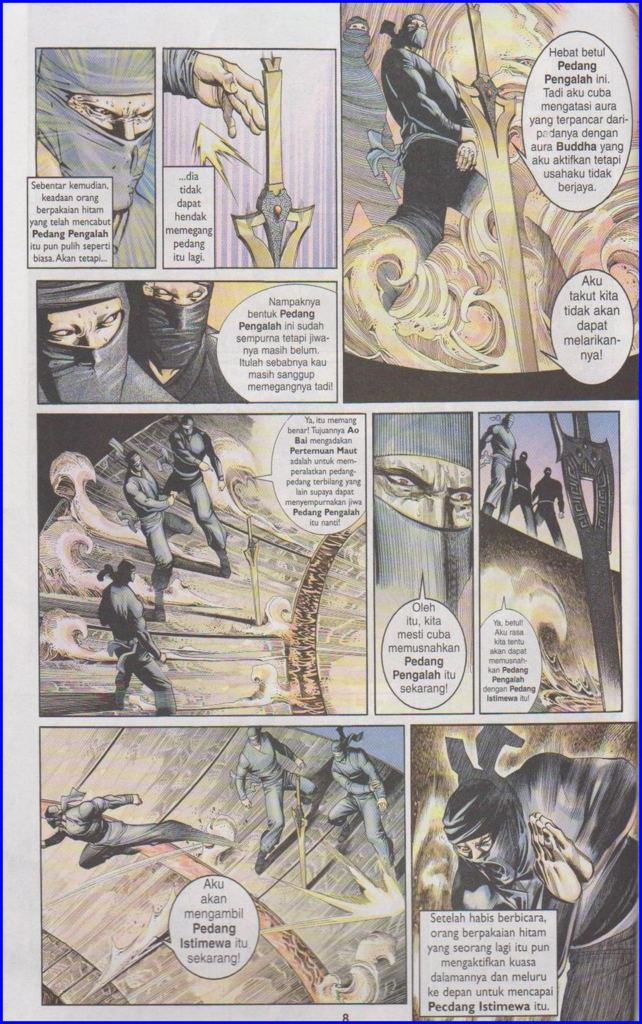 Sebentar kemudian,
keadaan orang
berpakaian hitam
yang telah mencabut
Pedang Pengalah
itu pun pulih seperti
biasa. Akan tetapi...
...dia
tidak
dapat
hendak
memegang
pedang
itu lagi.
Hebat betul
Pedang
Pengalah ini.
Tadi aku cuba
mengatasi aura
yang terpancar dari-
padanya dengan
aura Buddha yang
aku aktifkan tetapi
usahaku tidak
berjaya.
Aku
takut kita
tidak akan
dapat
melarikan-
nya!
Nampaknya
bentuk Pedang
Pengalah ini sudah
sempurna tetapi jiwa-
nya masih belum.
Itulah sebabnya kau
masih sanggup
memegangnya tadi!
Ya, itu memang
benar! Tujuannya Ao
Bai mengadakan
Pertemuan Maut
adalah untuk mem-
peralatkan pedang-
pedang terbilang yang
lain supaya dapat
menyempurnakan jiwa
Pedang Pengalah
itu nanti!
Oleh
itu, kita
mesti cuba
memusnahkan
Pedang
Pengalah itu
sekarang!
Ya, betul!
Aku rasa
kita tentu
akan dapat
memusnah-
kan Pedang
Pengalah
dengan Pedang
Istimewa itu!
Aku
akan
mengambil
Pedang
Istimewa itu
sekarang!
Setelah habis berbicara,
orang berpakaian hitam
yang seorang lagi itu pun
mengaktifkan kuasa
dalamannya dan meluru
ke depan untuk mencapai
Pecdang Istimewa itu.
8